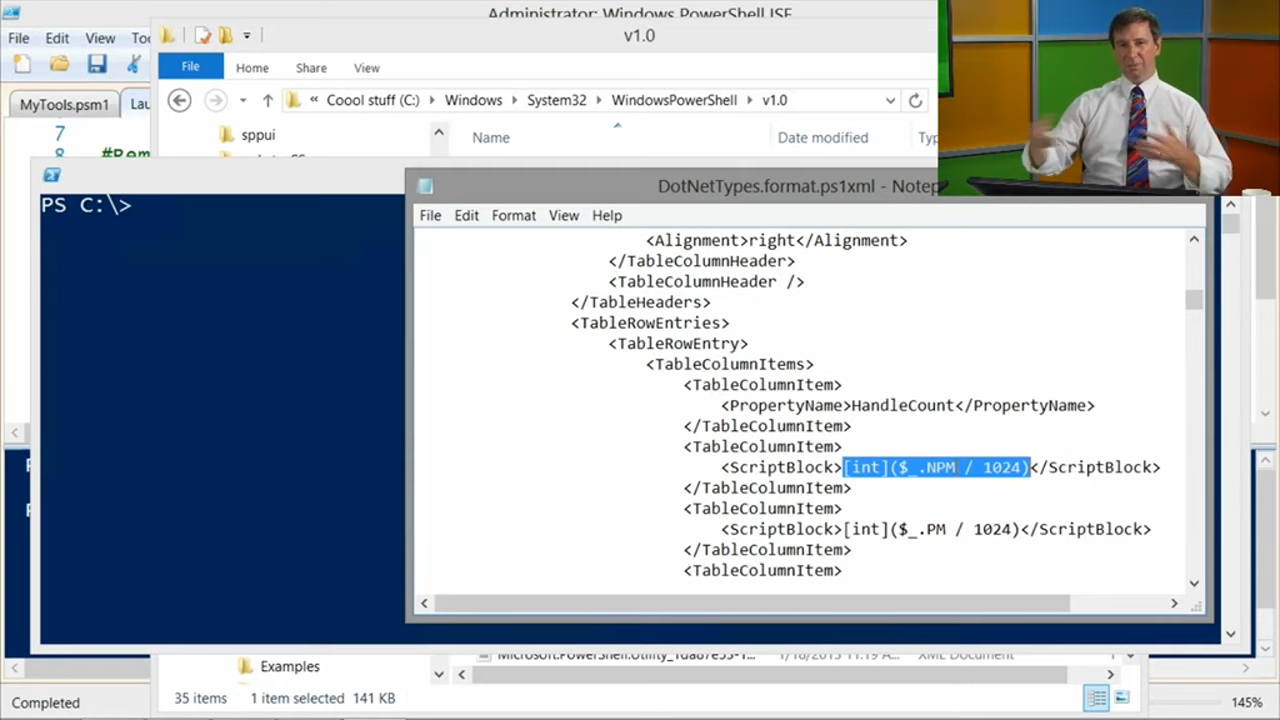 Administrator: Windows PowerShell ISE
File Edit View
v1.0
File Home Share View
Coool stuff (C:) Windows System32 WindowsPowerShell v1.0
MyTools.psm1
sppui
Name Date modified
7
8
PS C:\>
DotNetTypes.format.ps1xml - Notep
File Edit Format View Help
<Alignment>right</Alignment>
</TableColumnHeader>
<TableColumnHeader />
</TableHeaders>
<TableRowEntries>
<TableRowEntry>
<TableColumnItems>
<TableColumnItem>
<PropertyName>HandleCount</PropertyName>
</TableColumnItem>
<TableColumnItem>
<ScriptBlock>[int]($_.NPM / 1024)</ScriptBlock>
</TableColumnItem>
<TableColumnItem>
<ScriptBlock>[int]($_.PM / 1024)</ScriptBlock>
</TableColumnItem>
<TableColumnItem>
Examples
35 items 1 item selected 141 KB
Completed
145%